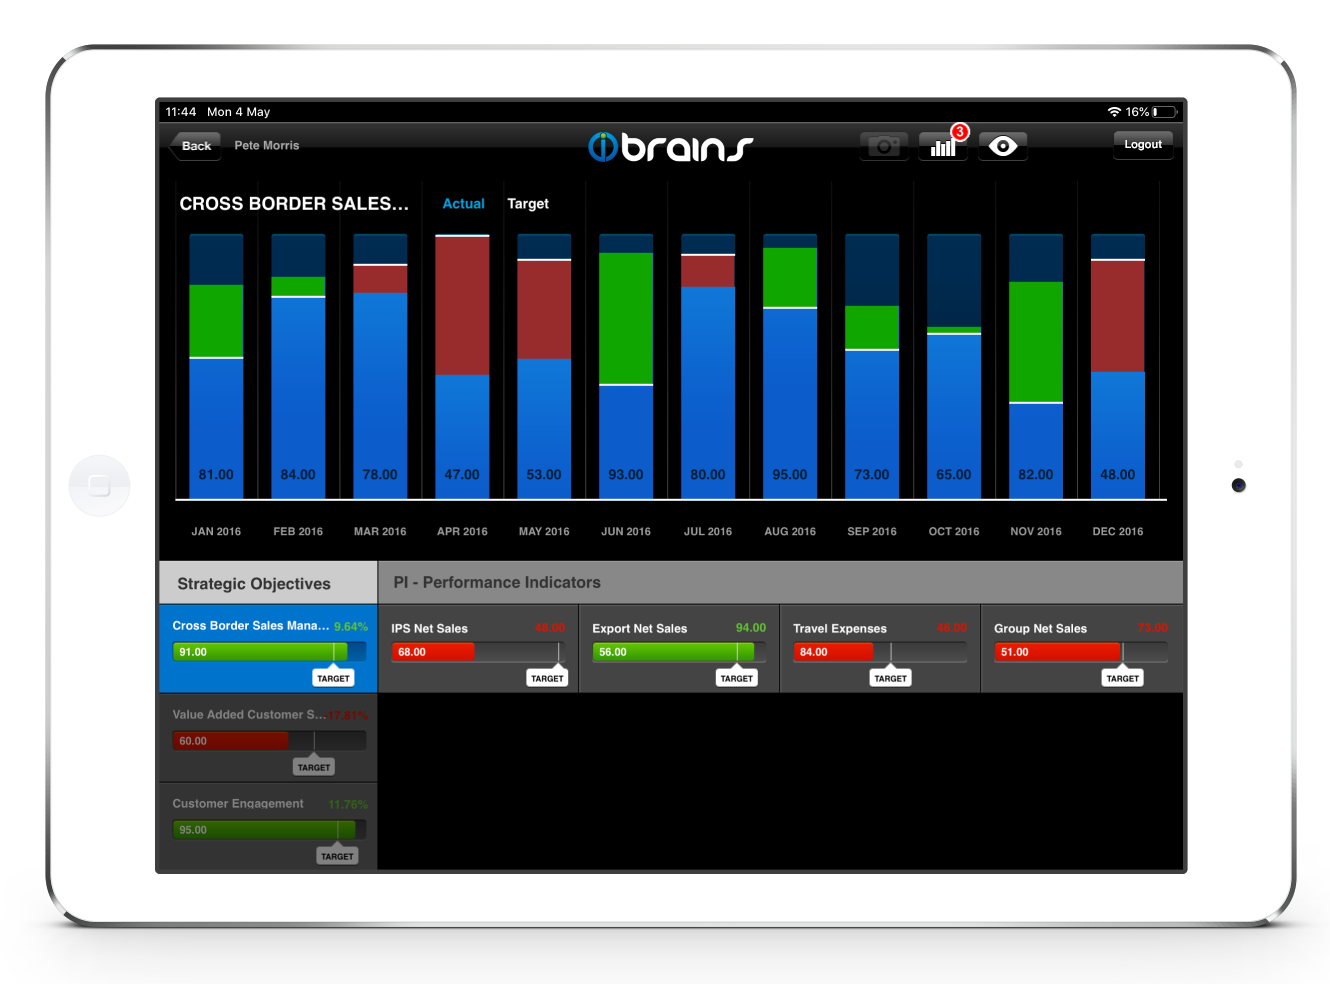 11:44 Mon 4 May
16%
Back
Pete Morris
brains
3
Logout
CROSS BORDER SALES... Actual Target
81.00 84.00 78.00 47.00 53.00 93.00 80.00 95.00 73.00 65.00 82.00 48.00
JAN 2016 FEB 2016 MAR 2016 APR 2016 MAY 2016 JUN 2016 JUL 2016 AUG 2016 SEP 2016 OCT 2016 NOV 2016 DEC 2016
Strategic Objectives
PI - Performance Indicators
Cross Border Sales Mana... 9.64%
91.00
TARGET
IPS Net Sales 48.00
68.00
TARGET
Export Net Sales 94.00
56.00
TARGET
Travel Expenses 46.00
84.00
TARGET
Group Net Sales 73.00
51.00
TARGET
Value Added Customer S... -17.81%
60.00
TARGET
Customer Engagement 11.76%
95.00
TARGET